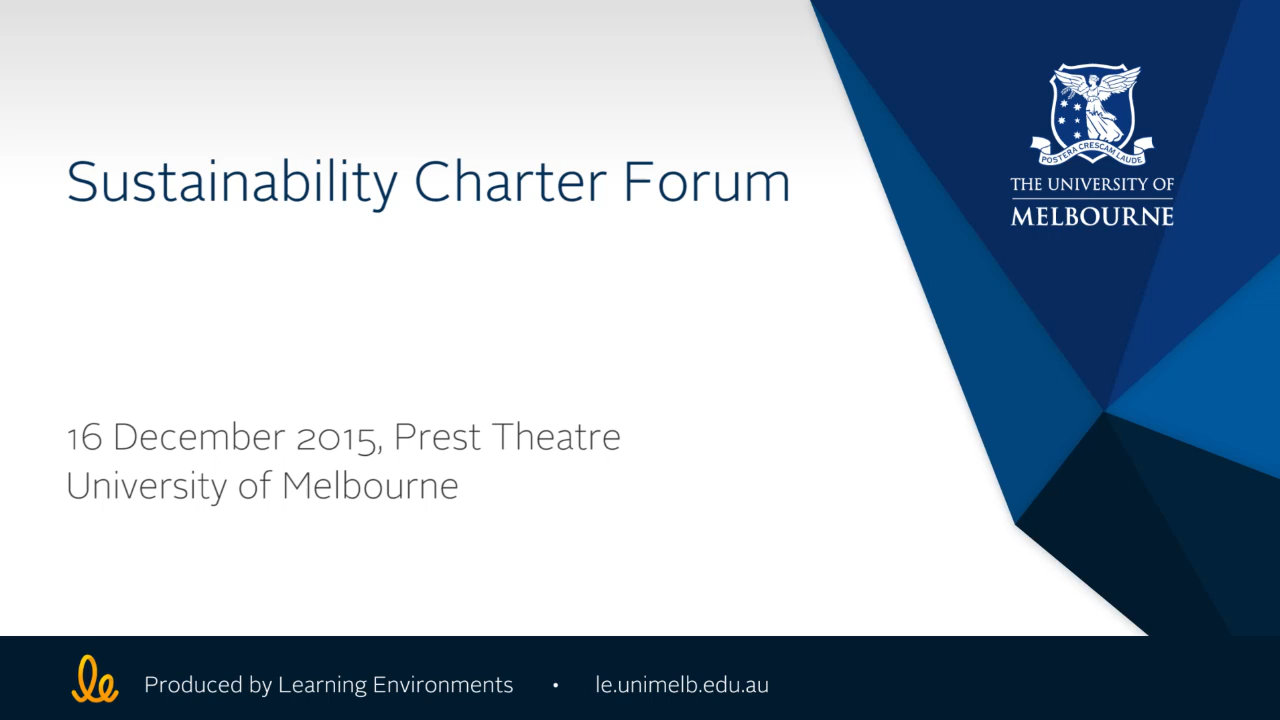 Sustainability Charter Forum
16 December 2015, Prest Theatre
University of Melbourne
POSTERA CRESCAM LAUDE
THE UNIVERSITY OF
MELBOURNE
le
Produced by Learning Environments • le.unimelb.edu.au